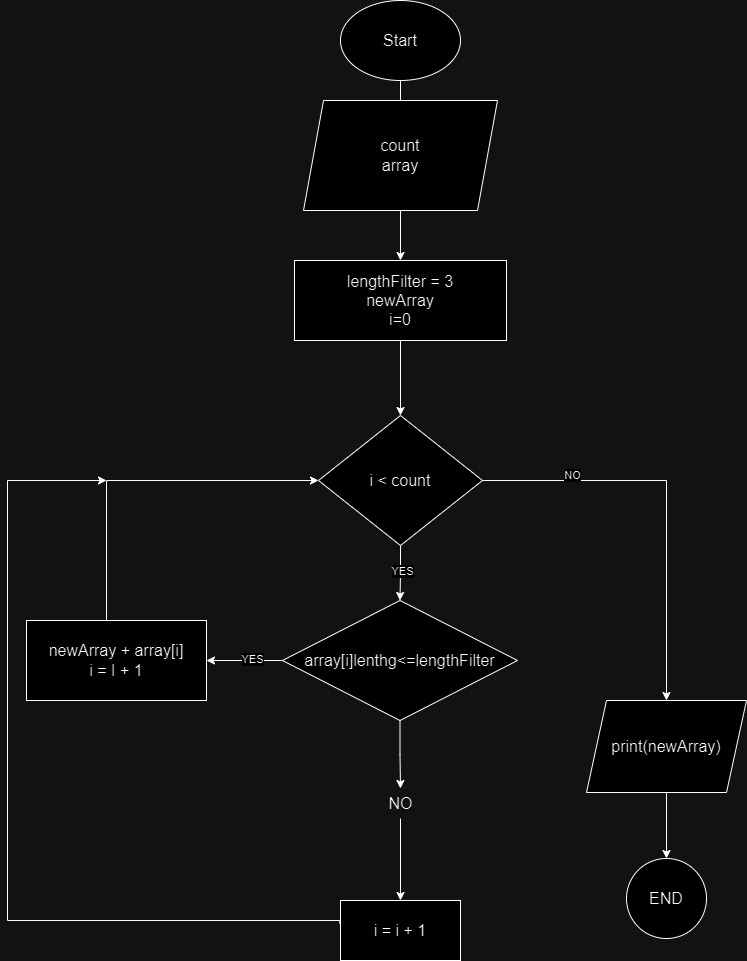 Start
count
array
lengthFilter = 3
newArray
i=0
i < count
NO
YES
array[i]lenthg<=lengthFilter
YES
newArray + array[i]
i = I + 1
NO
i = i + 1
print(newArray)
END